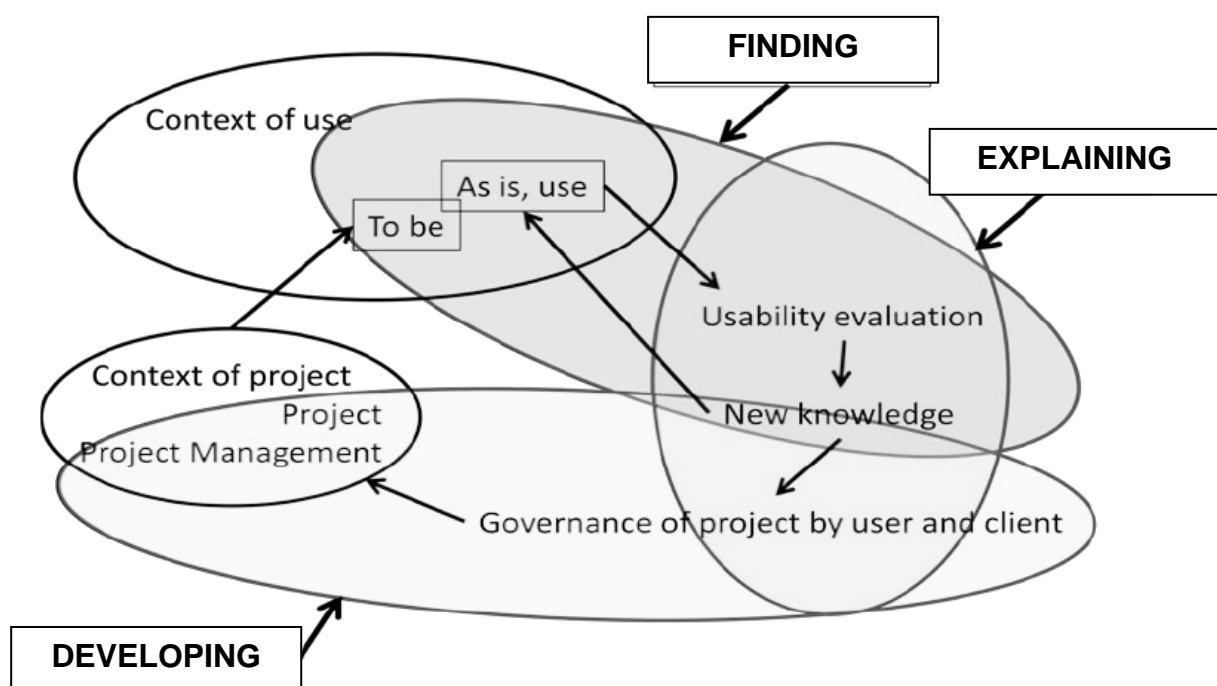 FINDING
Context of use
EXPLAINING
As is, use
To be
Usability evaluation
Context of project
Project
New knowledge
Project Management
Governance of project by user and client
DEVELOPING